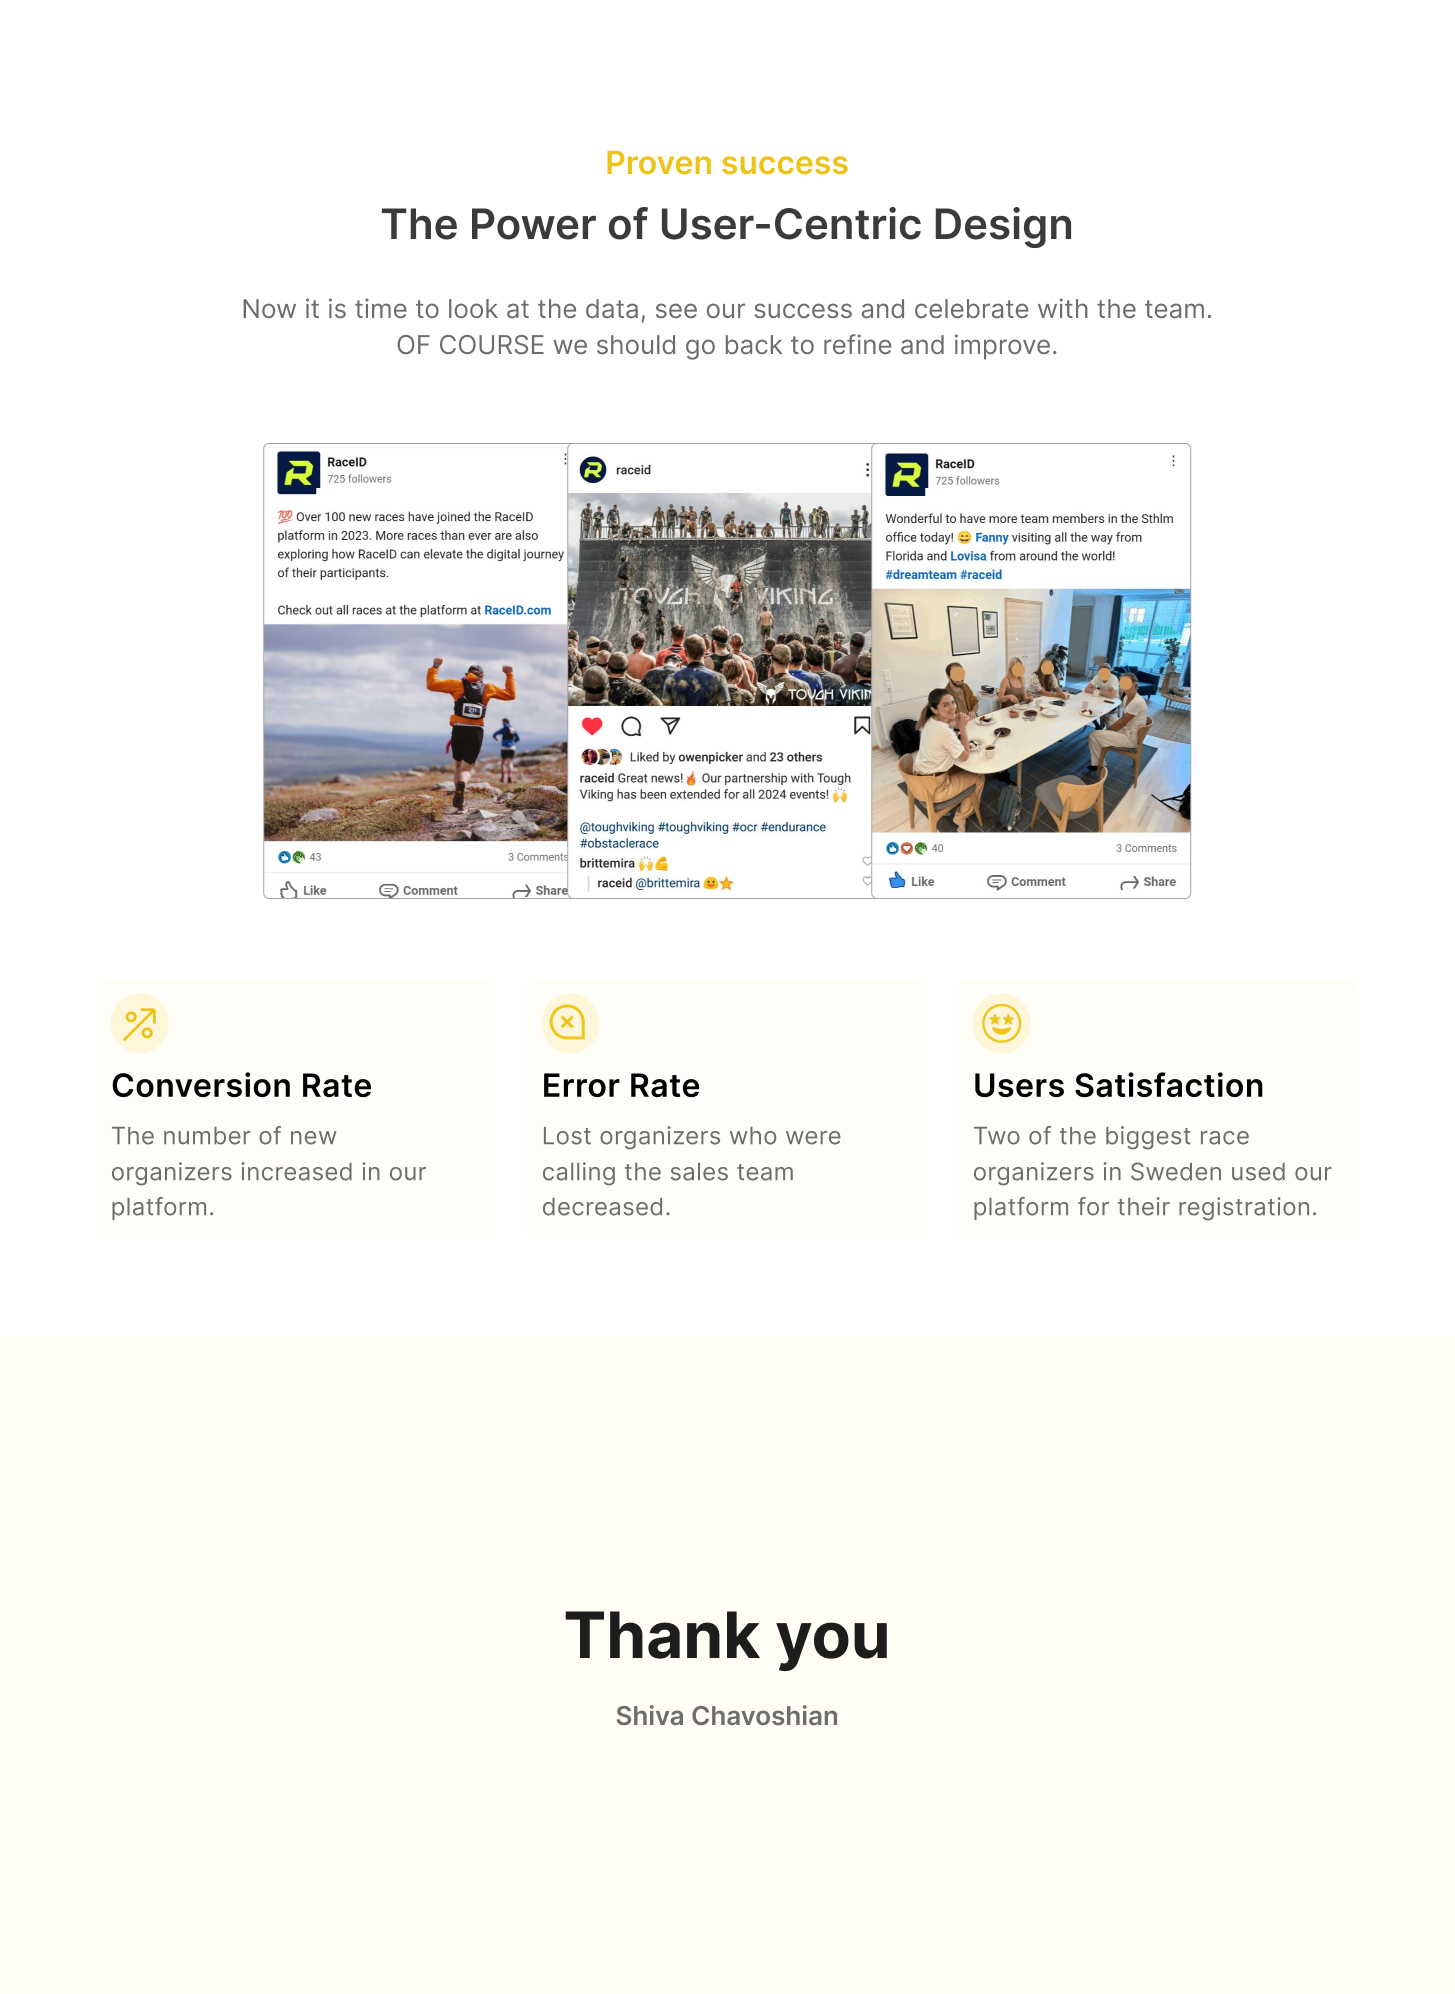 Proven success
The Power of User-Centric Design
Now it is time to look at the data, see our success and celebrate with the team.
OF COURSE we should go back to refine and improve.
RaceID
725 followers
💯 Over 100 new races have joined the RaceID
platform in 2023. More races than ever are also
exploring how RaceID can elevate the digital journey
of their participants.
Check out all races at the platform at RaceID.com
211
43
3 Comments
Like
Comment
Share
raceid
TOUGH VIKING
TOUGH VIKIN
Liked by owenpicker and 23 others
raceid Great news!🔥 Our partnership with Tough
Viking has been extended for all 2024 events! 🙌
@toughviking #toughviking #ocr #endurance
#obstaclerace
brittemira 🙌💪
raceid @brittemira 🙂⭐
RaceID
725 followers
Wonderful to have more team members in the Sthlm
office today! 😄 Fanny visiting all the way from
Florida and Lovisa from around the world!
#dreamteam #raceid
40
3 Comments
Like
Comment
Share
Conversion Rate
The number of new
organizers increased in our
platform.
Error Rate
Lost organizers who were
calling the sales team
decreased.
Users Satisfaction
Two of the biggest race
organizers in Sweden used our
platform for their registration.
Thank you
Shiva Chavoshian